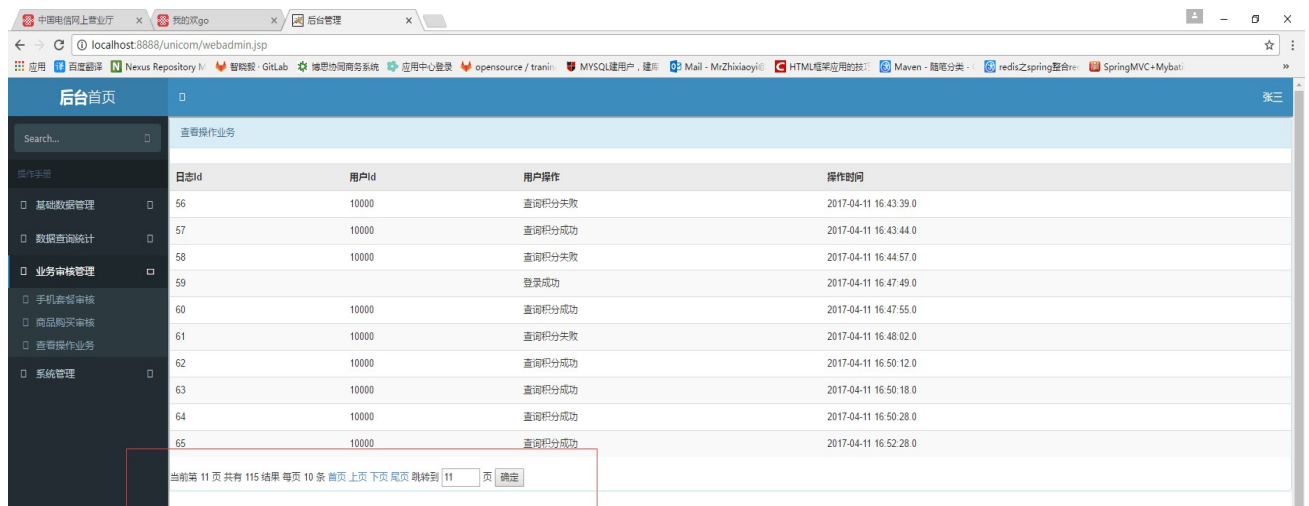 中国电信网上营业厅 我的欢go 后台管理
localhost:8888/unicom/webadmin.jsp
应用 百度翻译 Nexus Repository M 智晓毅 · GitLab 博思协同商务系统 应用中心登录 opensource / tranin MYSQL建用户，建库 Mail - MrZhixiaoyi@ HTML框架应用的技 Maven - 随笔分类 - redis之spring整合re SpringMVC+Mybati »
后台首页 张三
Search... 查看操作业务
操作手册 日志Id 用户Id 用户操作 操作时间
基础数据管理 56 10000 查询积分失败 2017-04-11 16:43:39.0
数据查询统计 57 10000 查询积分成功 2017-04-11 16:43:44.0
58 10000 查询积分失败 2017-04-11 16:44:57.0
业务审核管理 59 登录成功 2017-04-11 16:47:49.0
手机套餐审核 60 10000 查询积分成功 2017-04-11 16:47:55.0
商品购买审核 61 10000 查询积分失败 2017-04-11 16:48:02.0
查看操作业务
62 10000 查询积分成功 2017-04-11 16:50:12.0
系统管理
63 10000 查询积分成功 2017-04-11 16:50:18.0
64 10000 查询积分成功 2017-04-11 16:50:28.0
65 10000 查询积分成功 2017-04-11 16:52:28.0
当前第 11 页 共有 115 结果 每页 10 条 首页 上页 下页 尾页 跳转到 11 页 确定